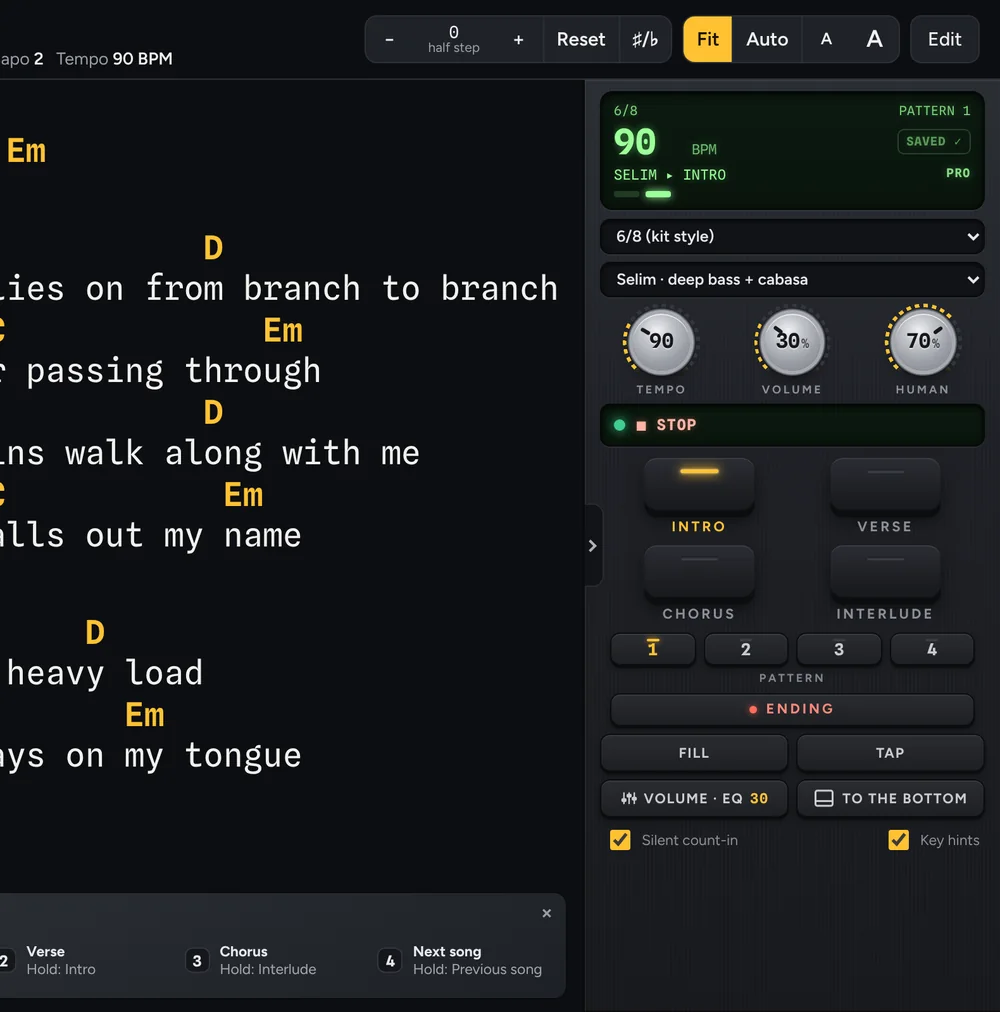 − 0 half step + Reset ♯/♭ Fit Auto A A Edit
apo 2 Tempo 90 BPM
Em
D
lies on from branch to branch
C Em
r passing through
D
ins walk along with me
C Em
alls out my name
D
heavy load
Em
ays on my tongue
2 Verse
Hold: Intro
3 Chorus
Hold: Interlude
4 Next song
Hold: Previous song
×
6/8 PATTERN 1
90 BPM SAVED ✓
SELIM ▸ INTRO PRO
6/8 (kit style)
Selim · deep bass + cabasa
90 30% 70%
TEMPO VOLUME HUMAN
STOP
INTRO VERSE
CHORUS INTERLUDE
1 2 3 4
PATTERN
ENDING
FILL TAP
VOLUME · EQ 30 TO THE BOTTOM
Silent count-in Key hints